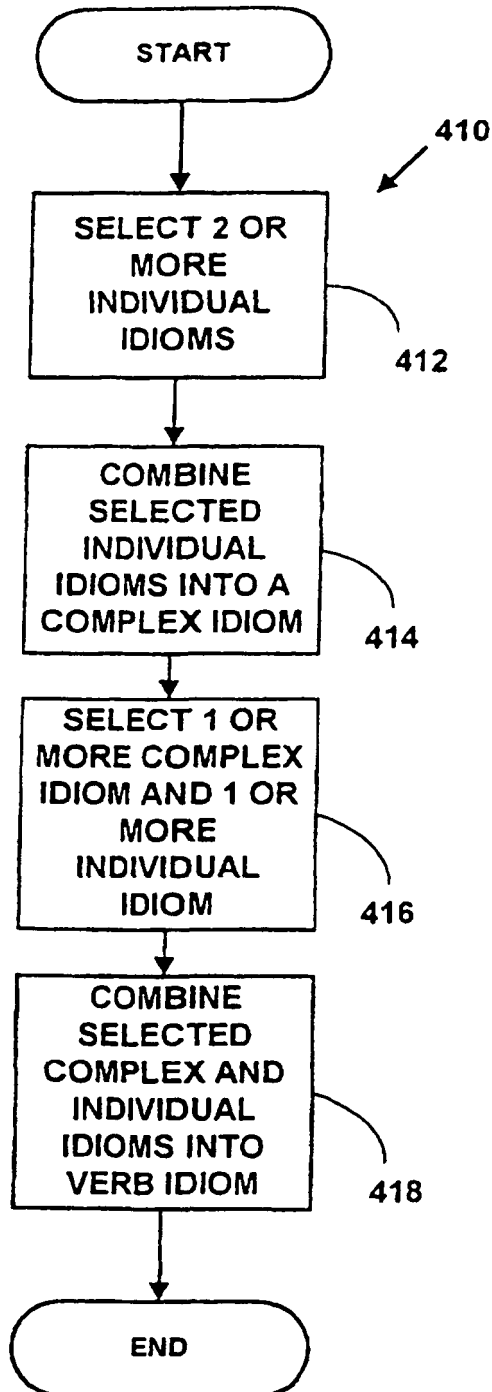 START
410
SELECT 2 OR
MORE
INDIVIDUAL
IDIOMS
412
COMBINE
SELECTED
INDIVIDUAL
IDIOMS INTO A
COMPLEX IDIOM
414
SELECT 1 OR
MORE COMPLEX
IDIOM AND 1 OR
MORE
INDIVIDUAL
IDIOM
416
COMBINE
SELECTED
COMPLEX AND
INDIVIDUAL
IDIOMS INTO
VERB IDIOM
418
END